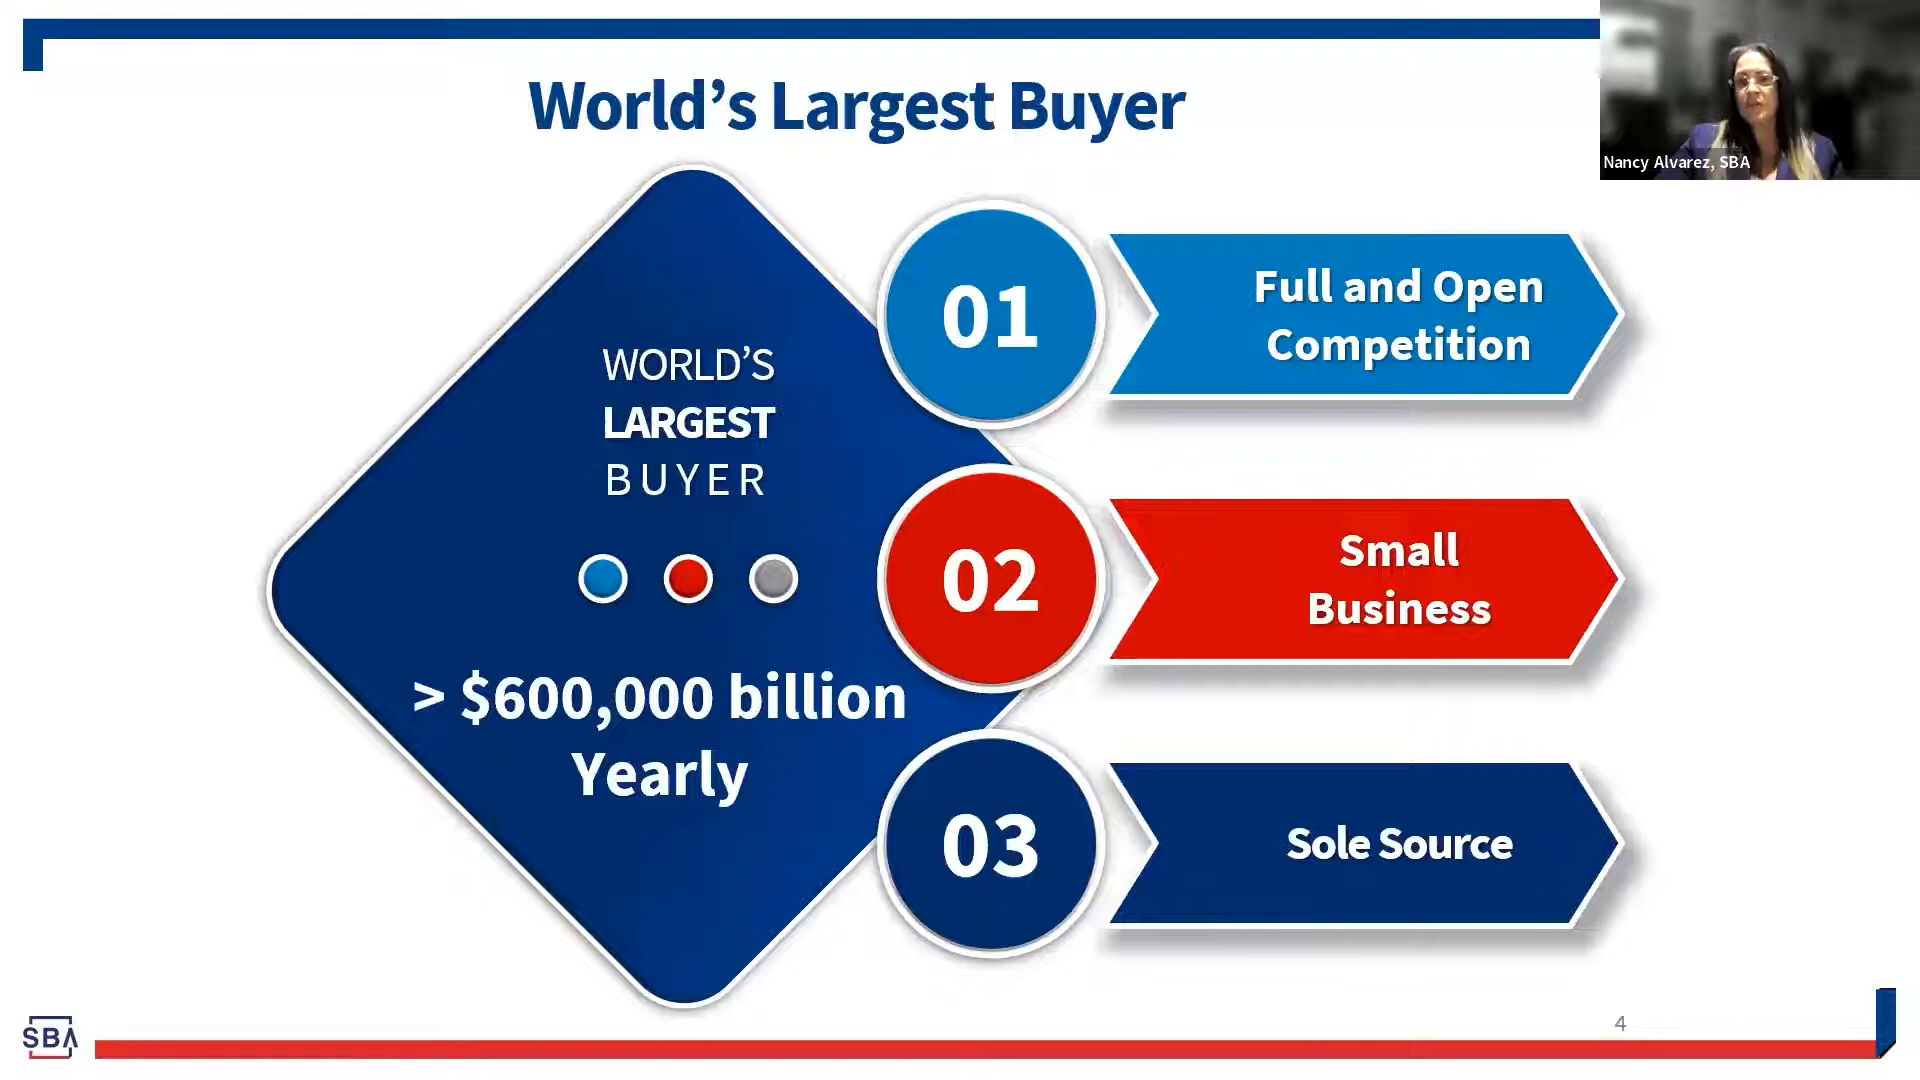 World’s Largest Buyer
Nancy Alvarez, SBA
WORLD’S
LARGEST
BUYER
> $600,000 billion
Yearly
01
Full and Open
Competition
02
Small
Business
03
Sole Source
SBA
4